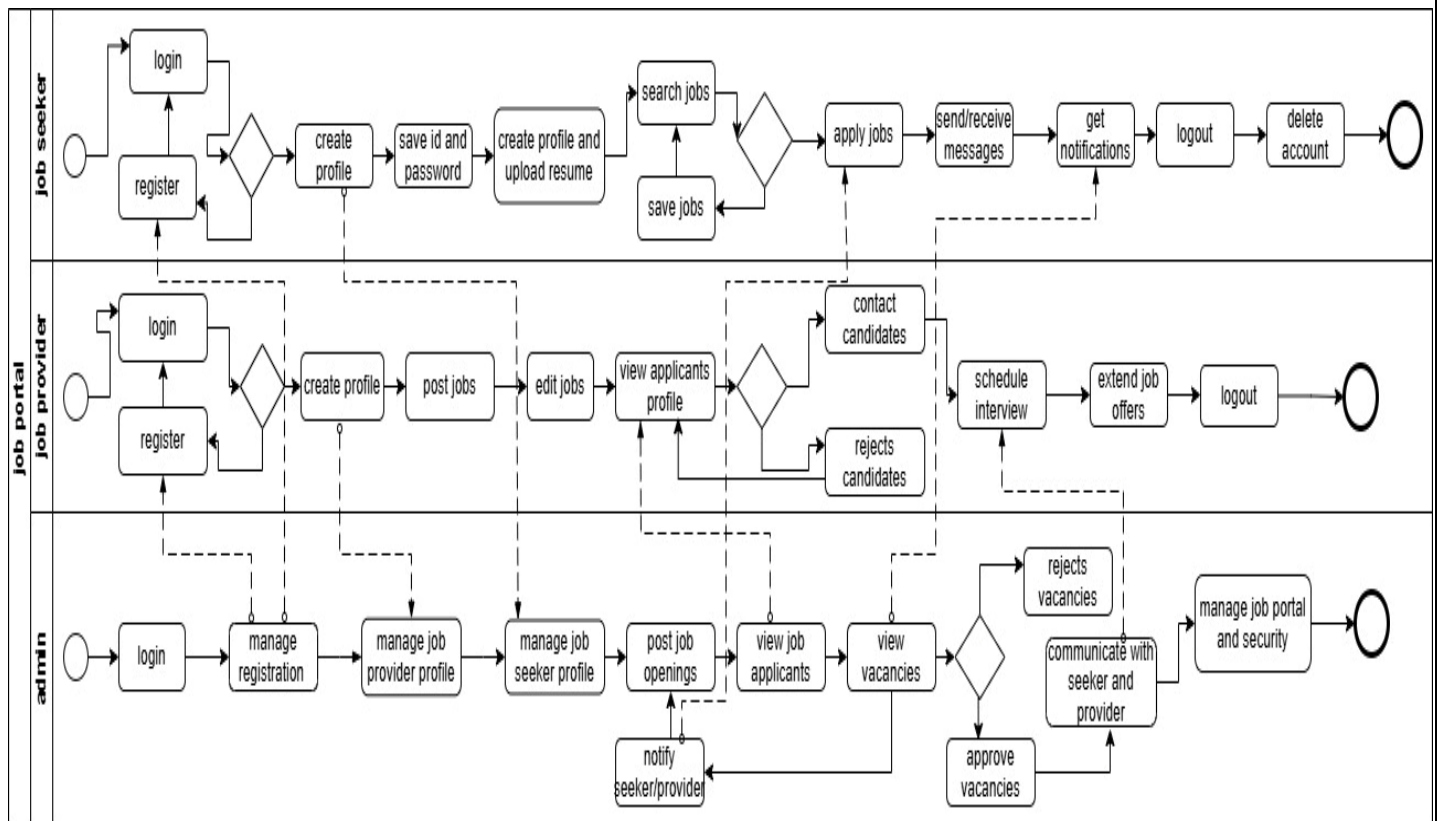 job portal
job seeker
login
register
create
profile
save id and
password
create profile and
upload resume
search jobs
save jobs
apply jobs
send/receive
messages
get
notifications
logout
delete
account
job provider
login
register
create profile
post jobs
edit jobs
view applicants
profile
contact
candidates
rejects
candidates
schedule
interview
extend job
offers
logout
admin
login
manage
registration
manage job
provider profile
manage job
seeker profile
post job
openings
notify
seeker/provider
view job
applicants
view
vacancies
rejects
vacancies
approve
vacancies
communicate with
seeker and
provider
manage job portal
and security